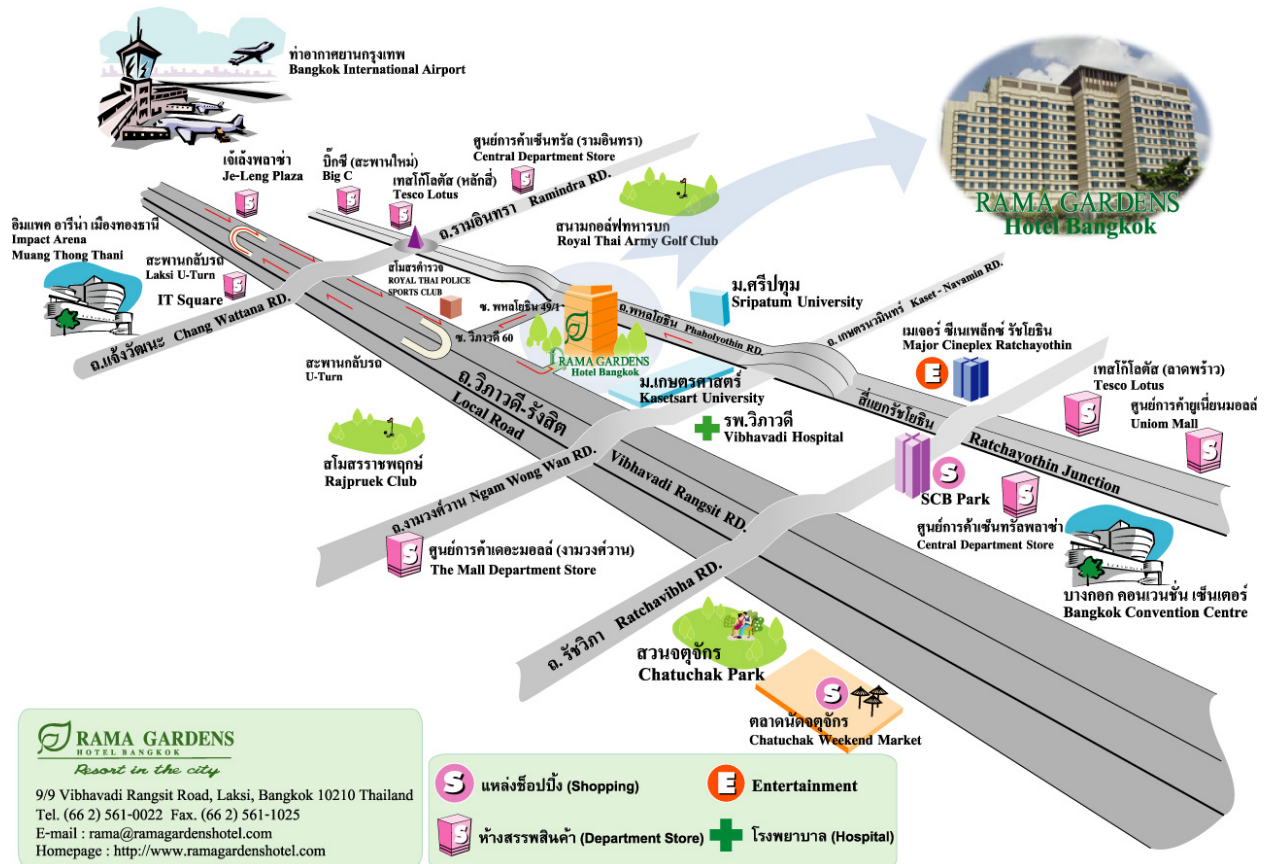 ท่าอากาศยานกรุงเทพ
Bangkok International Airport
RAMA GARDENS
Hotel Bangkok
เจ้เล้งพลาซ่า
Je-Leng Plaza
บิ๊กซี (สะพานใหม่)
Big C
เทสโก้โลตัส (หลักสี่)
Tesco Lotus
ศูนย์การค้าเซ็นทรัล (รามอินทรา)
Central Department Store
ถ.รามอินทรา Ramindra RD.
สนามกอล์ฟทหารบก
Royal Thai Army Golf Club
อิมแพค อารีน่า เมืองทองธานี
Impact Arena
Muang Thong Thani
สะพานกลับรถ
Laksi U-Turn
IT Square
ถ.แจ้งวัฒนะ Chang Wattana RD.
สโมสรตำรวจ
ROYAL THAI POLICE
SPORTS CLUB
ซ. พหลโยธิน 49/1
ซ. วิภาวดี 60
RAMA GARDENS
Hotel Bangkok
ม.ศรีปทุม
Sripatum University
ถ.พหลโยธิน Phaholyothin RD.
ถ. เกษตรนวมินทร์ Kaset - Navamin RD.
เมเจอร์ ซีเนเพล็กซ์ รัชโยธิน
Major Cineplex Ratchayothin
E
เทสโก้โลตัส (ลาดพร้าว)
Tesco Lotus
ศูนย์การค้ายูเนี่ยนมอลล์
Uniom Mall
สะพานกลับรถ
U-Turn
ถ.วิภาวดี-รังสิต
Local Road
Vibhavadi Rangsit RD.
ม.เกษตรศาสตร์
Kasetsart University
รพ.วิภาวดี
Vibhavadi Hospital
สี่แยกรัชโยธิน
Ratchayothin Junction
สโมสรราชพฤกษ์
Rajpruek Club
ถ.งามวงศ์วาน Ngam Wong Wan RD.
S
SCB Park
ศูนย์การค้าเซ็นทรัลพลาซ่า
Central Department Store
ศูนย์การค้าเดอะมอลล์ (งามวงศ์วาน)
The Mall Department Store
บางกอก คอนเวนชั่น เซ็นเตอร์
Bangkok Convention Centre
ถ. รัชวิภา Ratchavibha RD.
สวนจตุจักร
Chatuchak Park
S
ตลาดนัดจตุจักร
Chatuchak Weekend Market
RAMA GARDENS
HOTEL BANGKOK
Resort in the city
9/9 Vibhavadi Rangsit Road, Laksi, Bangkok 10210 Thailand
Tel. (66 2) 561-0022 Fax. (66 2) 561-1025
E-mail : rama@ramagardenshotel.com
Homepage : http://www.ramagardenshotel.com
S แหล่งช็อปปิ้ง (Shopping)
E Entertainment
S ห้างสรรพสินค้า (Department Store)
โรงพยาบาล (Hospital)